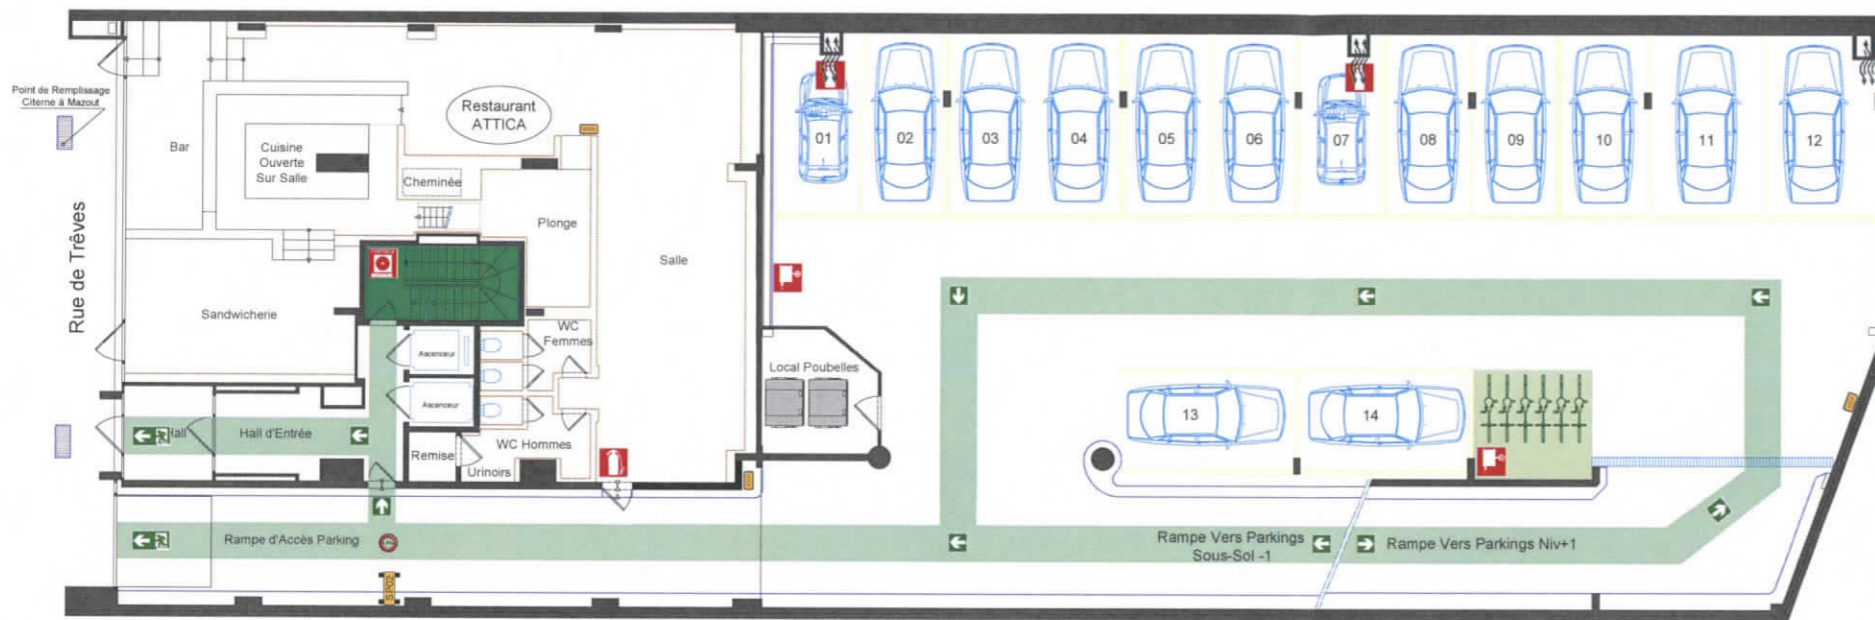 Point de Remplissage
Citerne à Mazout
Rue de Trêves
Bar
Cuisine
Ouverte
Sur Salle
Restaurant
ATTICA
Cheminée
Plonge
Salle
Sandwicherie
WC
Femmes
Ascenceur
Ascenceur
Hall
Hall d'Entrée
Remise
WC Hommes
Urinoirs
Local Poubelles
01
02
03
04
05
06
07
08
09
10
11
12
13
14
Rampe d'Accès Parking
SP02
Rampe Vers Parkings
Sous-Sol -1
Rampe Vers Parkings Niv+1